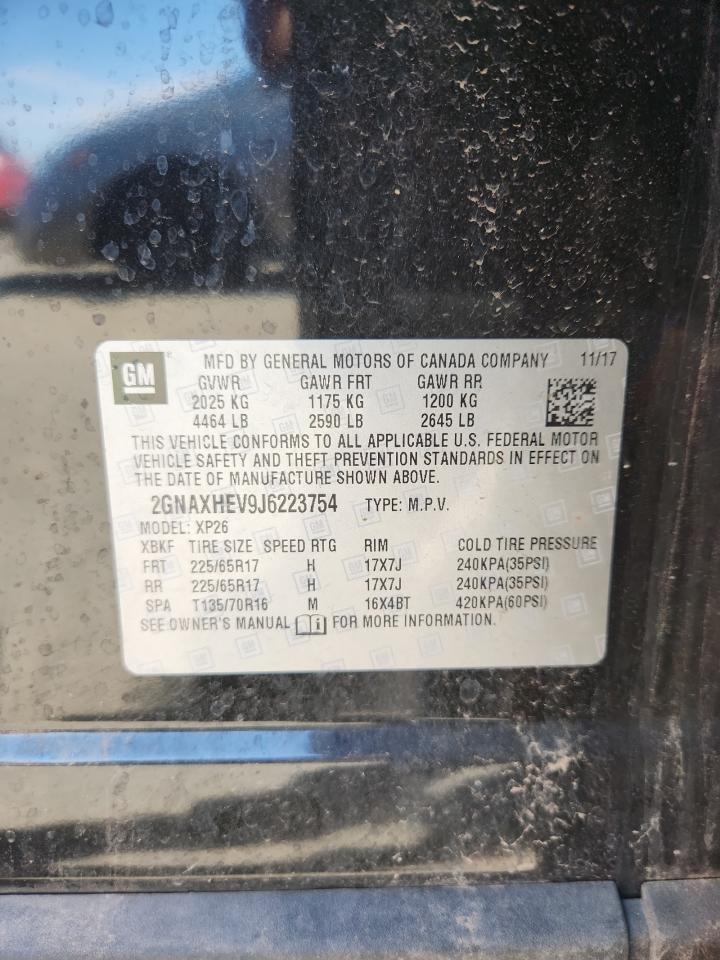 GM MFD BY GENERAL MOTORS OF CANADA COMPANY 11/17
GVWR GAWR FRT GAWR RR
2025 KG 1175 KG 1200 KG
4464 LB 2590 LB 2645 LB
THIS VEHICLE CONFORMS TO ALL APPLICABLE U.S. FEDERAL MOTOR
VEHICLE SAFETY AND THEFT PREVENTION STANDARDS IN EFFECT ON
THE DATE OF MANUFACTURE SHOWN ABOVE.
2GNAXHEV9J6223754 TYPE: M.P.V.
MODEL: XP26
XBKF TIRE SIZE SPEED RTG RIM COLD TIRE PRESSURE
FRT 225/65R17 H 17X7J 240KPA(35PSI)
RR 225/65R17 H 17X7J 240KPA(35PSI)
SPA T135/70R16 M 16X4BT 420KPA(60PSI)
SEE OWNER'S MANUAL FOR MORE INFORMATION.